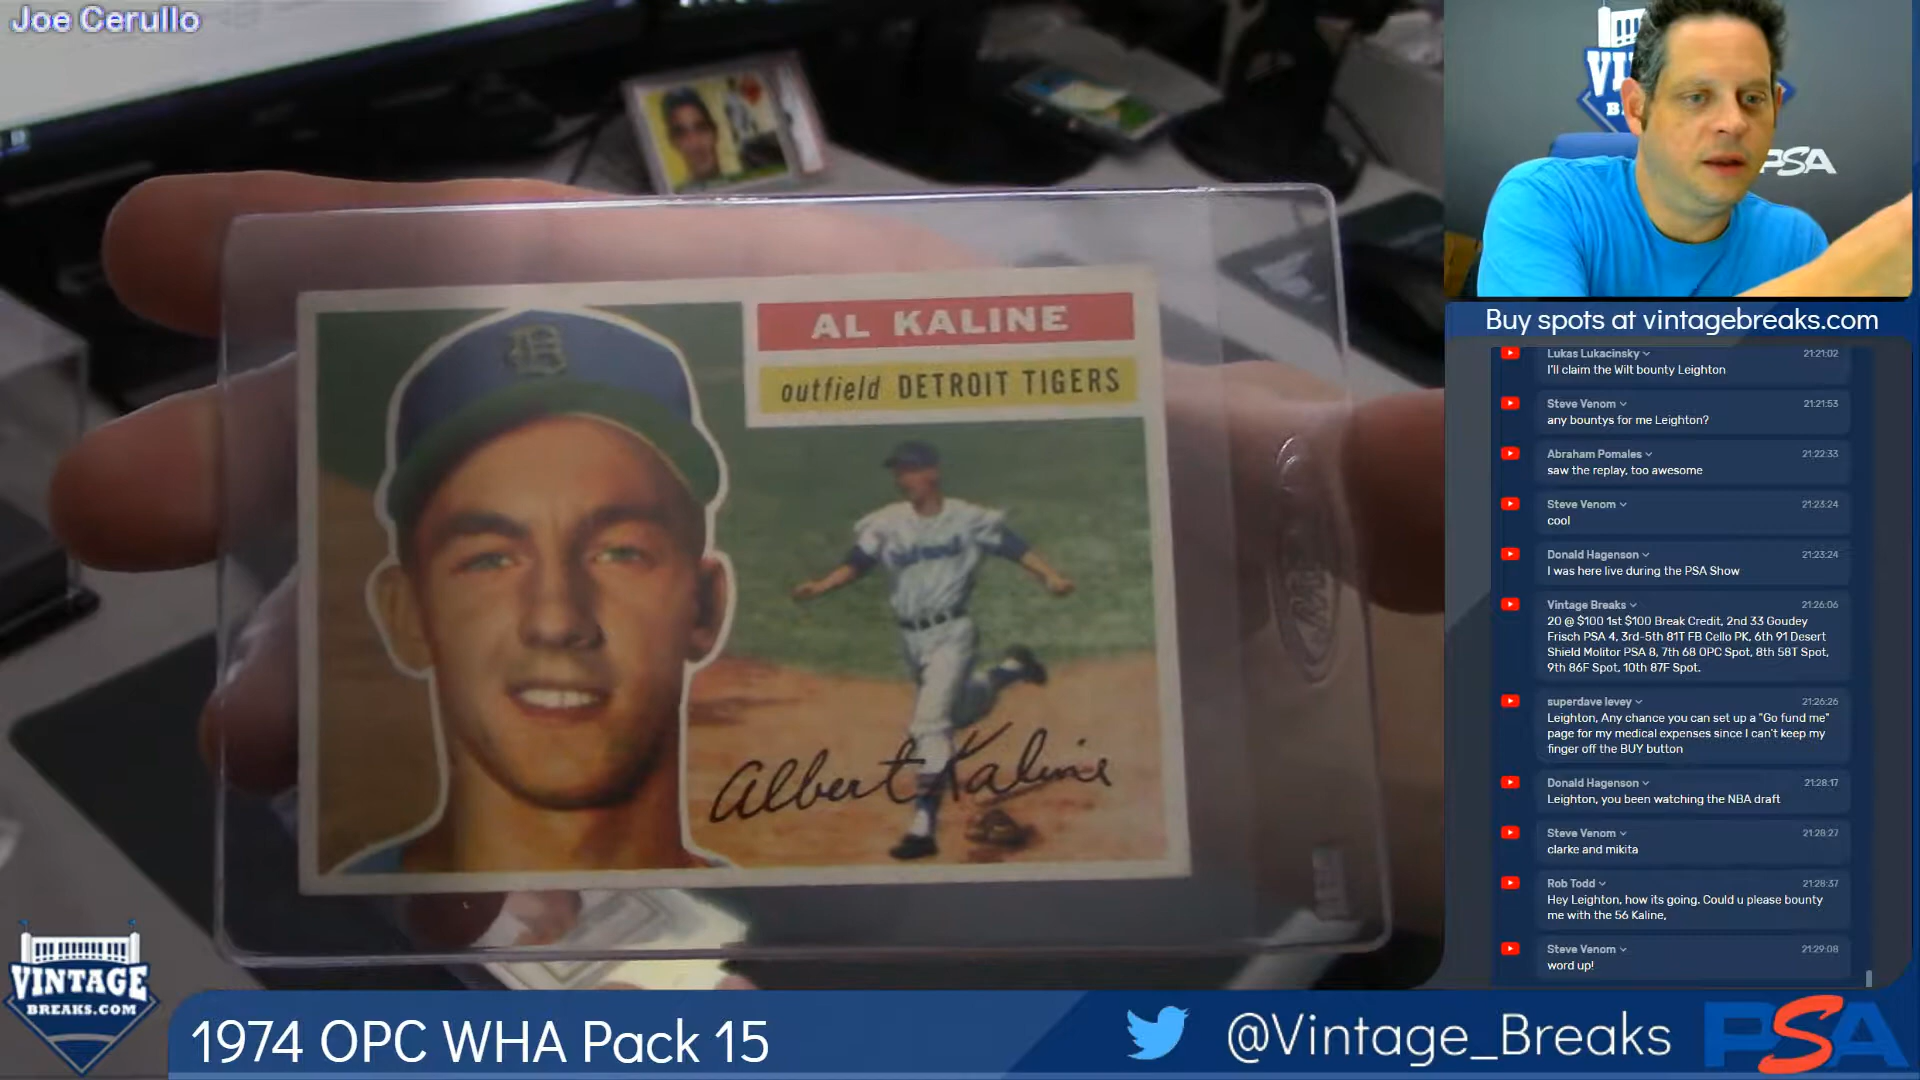 Joe Cerullo
AL KALINE
outfield DETROIT TIGERS
Albert Kaline
PSA
Buy spots at vintagebreaks.com
Lukas Lukacinsky 21:21:02
I'll claim the Wilt bounty Leighton
Steve Venom 21:21:53
any bountys for me Leighton?
Abraham Pomales 21:22:33
saw the replay, too awesome
Steve Venom 21:23:24
cool
Donald Hagenson 21:23:24
I was here live during the PSA Show
Vintage Breaks 21:26:06
20 @ $100 1st $100 Break Credit, 2nd 33 Goudey
Frisch PSA 4, 3rd-5th 81T FB Cello PK, 6th 91 Desert
Shield Molitor PSA 8, 7th 68 OPC Spot, 8th 58T Spot,
9th 86F Spot, 10th 87F Spot.
superdave levey 21:26:26
Leighton, Any chance you can set up a "Go fund me"
page for my medical expenses since I can't keep my
finger off the BUY button
Donald Hagenson 21:28:17
Leighton, you been watching the NBA draft
Steve Venom 21:28:27
clarke and mikita
Rob Todd 21:28:37
Hey Leighton, how its going. Could u please bounty
me with the 56 Kaline,
Steve Venom 21:29:08
word up!
VINTAGE
BREAKS.COM
1974 OPC WHA Pack 15
@Vintage_Breaks
PSA